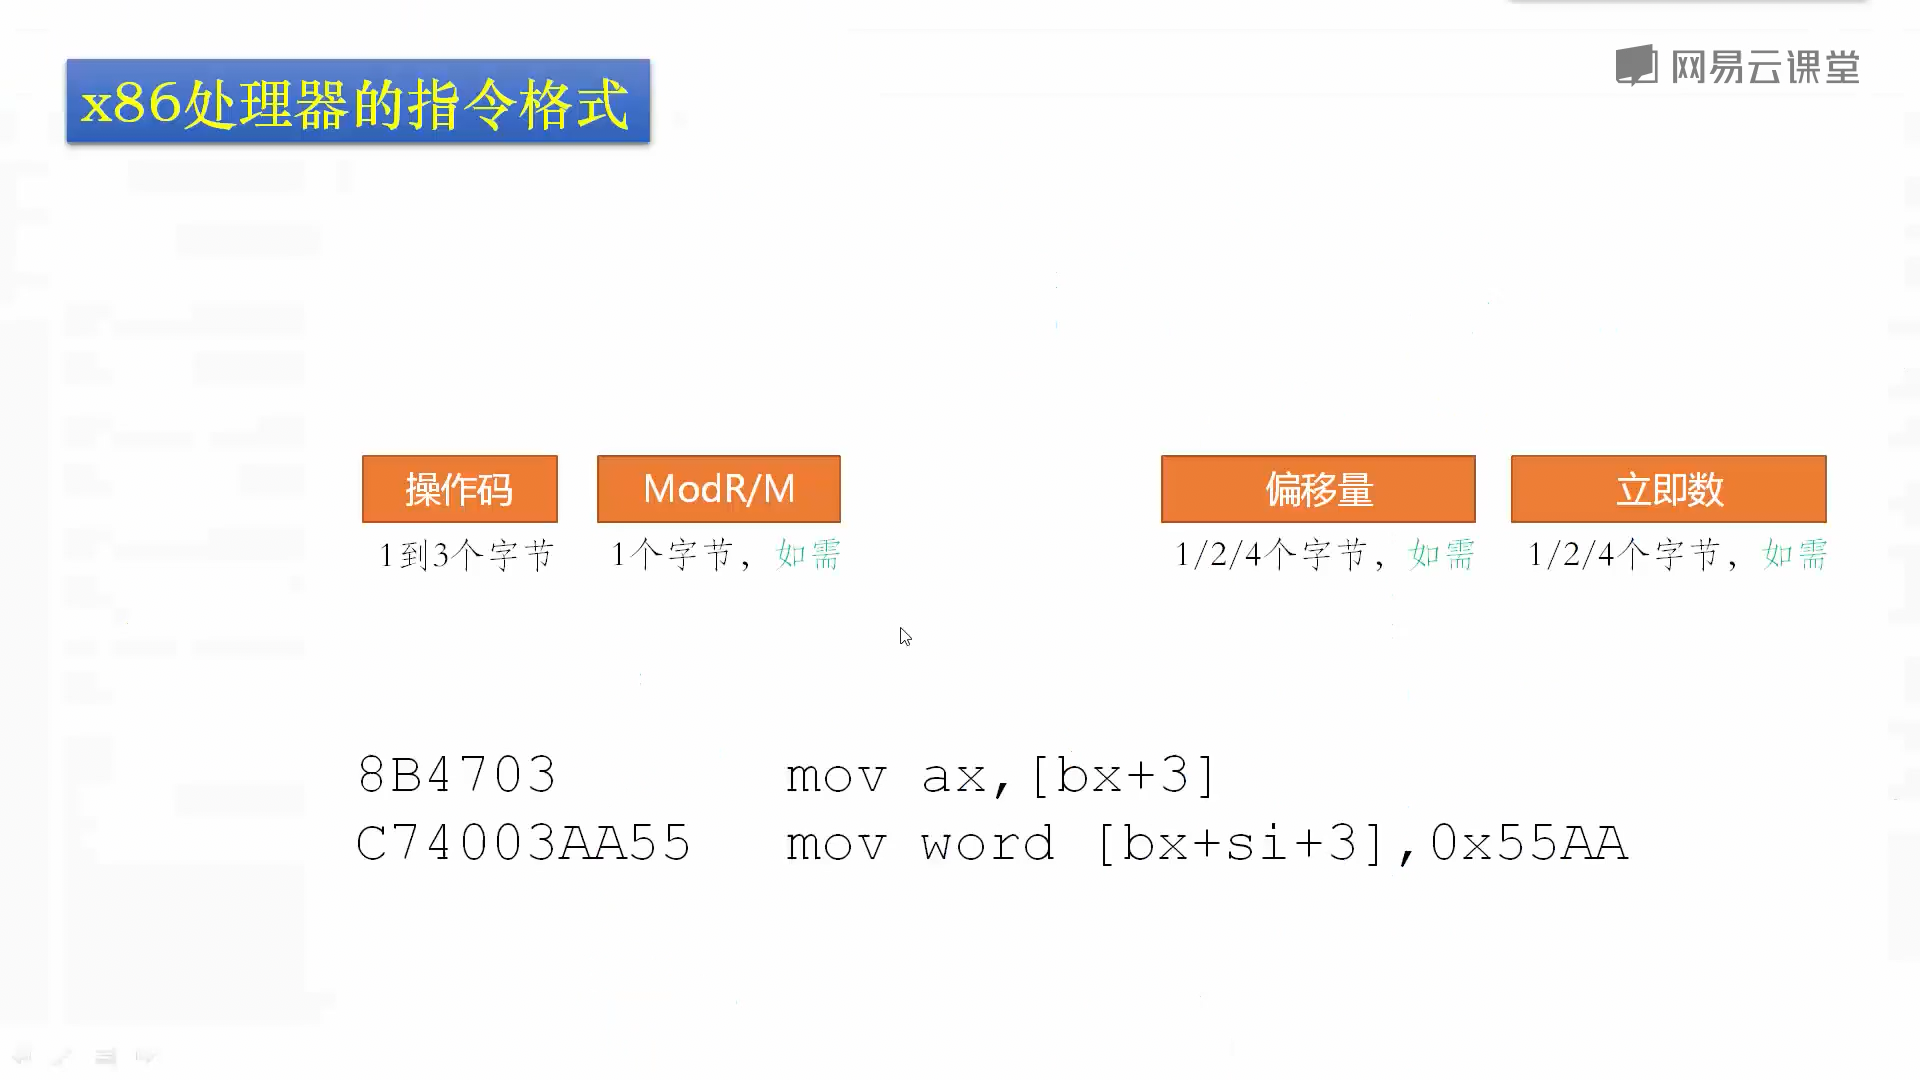 x86处理器的指令格式
网易云课堂
操作码 ModR/M 偏移量 立即数
1到3个字节 1个字节，如需 1/2/4个字节，如需 1/2/4个字节，如需
8B4703 mov ax,[bx+3]
C74003AA55 mov word [bx+si+3],0x55AA